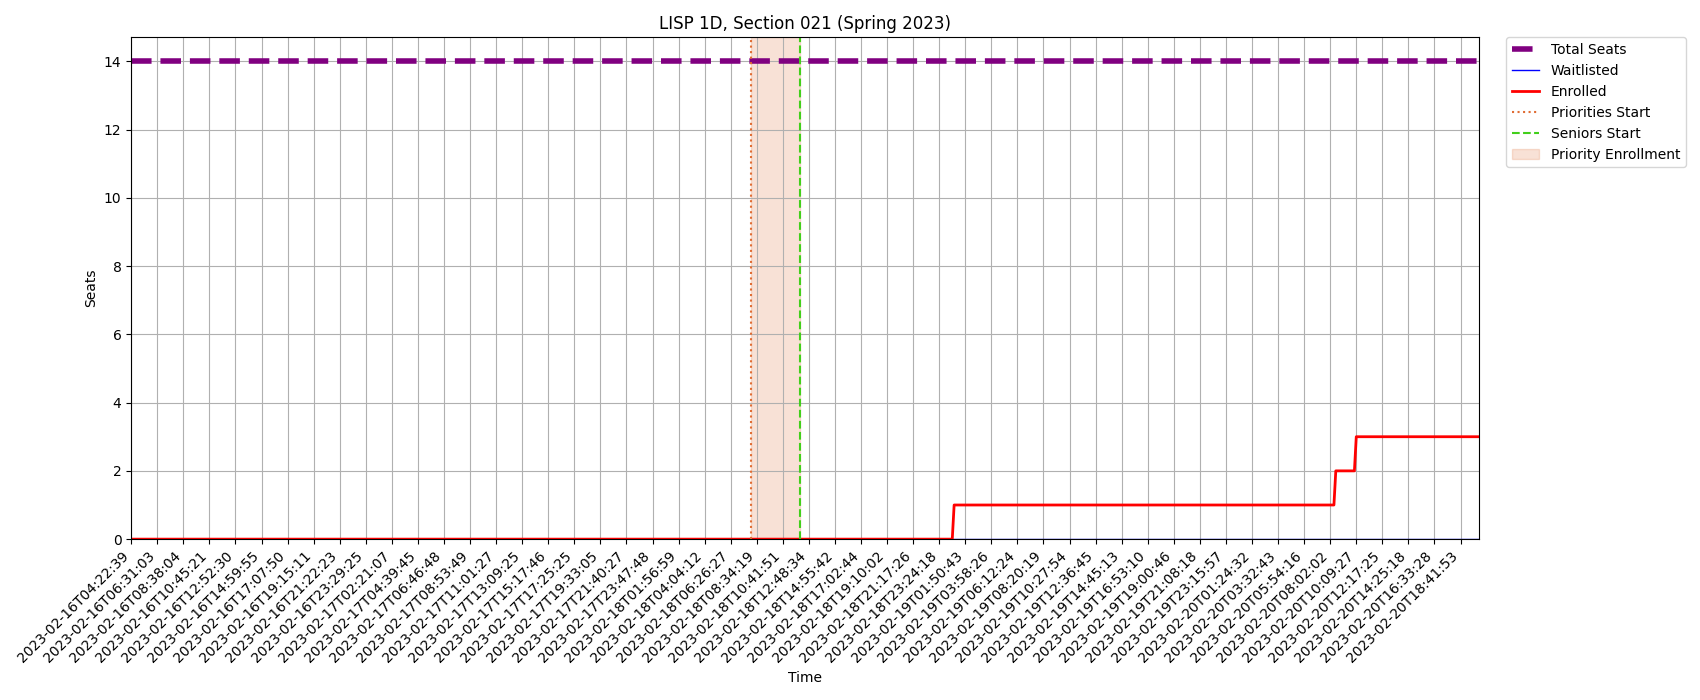 LISP 1D, Section 021 (Spring 2023)
Total Seats
Waitlisted
Enrolled
Priorities Start
Seniors Start
Priority Enrollment
14
12
10
8
6
4
2
0
Seats
2023-02-16T04:22:39
2023-02-16T06:31:03
2023-02-16T08:38:04
2023-02-16T10:45:21
2023-02-16T12:52:30
2023-02-16T14:59:55
2023-02-16T17:07:50
2023-02-16T19:15:11
2023-02-16T21:22:23
2023-02-16T23:29:25
2023-02-17T02:21:07
2023-02-17T04:39:45
2023-02-17T06:46:48
2023-02-17T08:53:49
2023-02-17T11:01:27
2023-02-17T13:09:25
2023-02-17T15:17:46
2023-02-17T17:25:25
2023-02-17T19:33:05
2023-02-17T21:40:27
2023-02-17T23:47:48
2023-02-18T01:56:59
2023-02-18T04:04:12
2023-02-18T06:26:27
2023-02-18T08:34:19
2023-02-18T10:41:51
2023-02-18T12:48:34
2023-02-18T14:55:42
2023-02-18T17:02:44
2023-02-18T19:10:02
2023-02-18T21:17:26
2023-02-18T23:24:18
2023-02-19T01:50:43
2023-02-19T03:58:26
2023-02-19T06:12:24
2023-02-19T08:20:19
2023-02-19T10:27:54
2023-02-19T12:36:45
2023-02-19T14:45:13
2023-02-19T16:53:10
2023-02-19T19:00:46
2023-02-19T21:08:18
2023-02-19T23:15:57
2023-02-20T01:24:32
2023-02-20T03:32:43
2023-02-20T05:54:16
2023-02-20T08:02:02
2023-02-20T10:09:27
2023-02-20T12:17:25
2023-02-20T14:25:18
2023-02-20T16:33:28
2023-02-20T18:41:53
Time